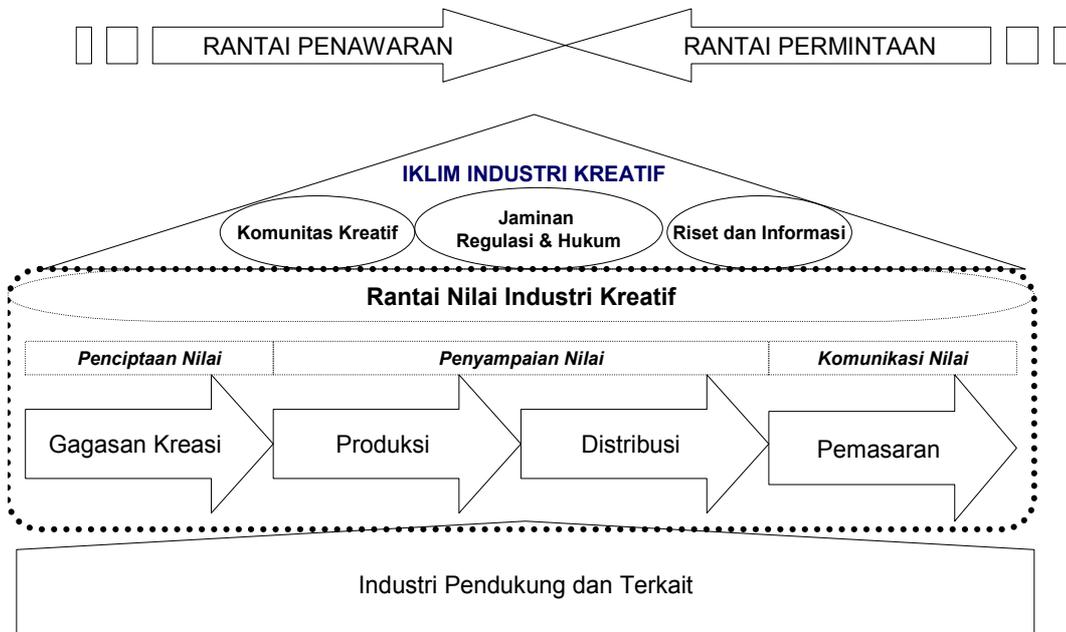 RANTAI PENAWARAN
RANTAI PERMINTAAN
IKLIM INDUSTRI KREATIF
Komunitas Kreatif
Jaminan
Regulasi & Hukum
Riset dan Informasi
Rantai Nilai Industri Kreatif
Penciptaan Nilai
Penyampaian Nilai
Komunikasi Nilai
Gagasan Kreasi
Produksi
Distribusi
Pemasaran
Industri Pendukung dan Terkait